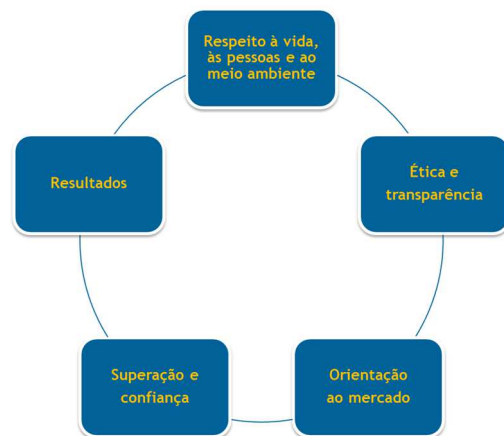 Respeito à vida,
às pessoas e ao
meio ambiente
Resultados
Ética e
transparência
Superação e
confiança
Orientação
ao mercado